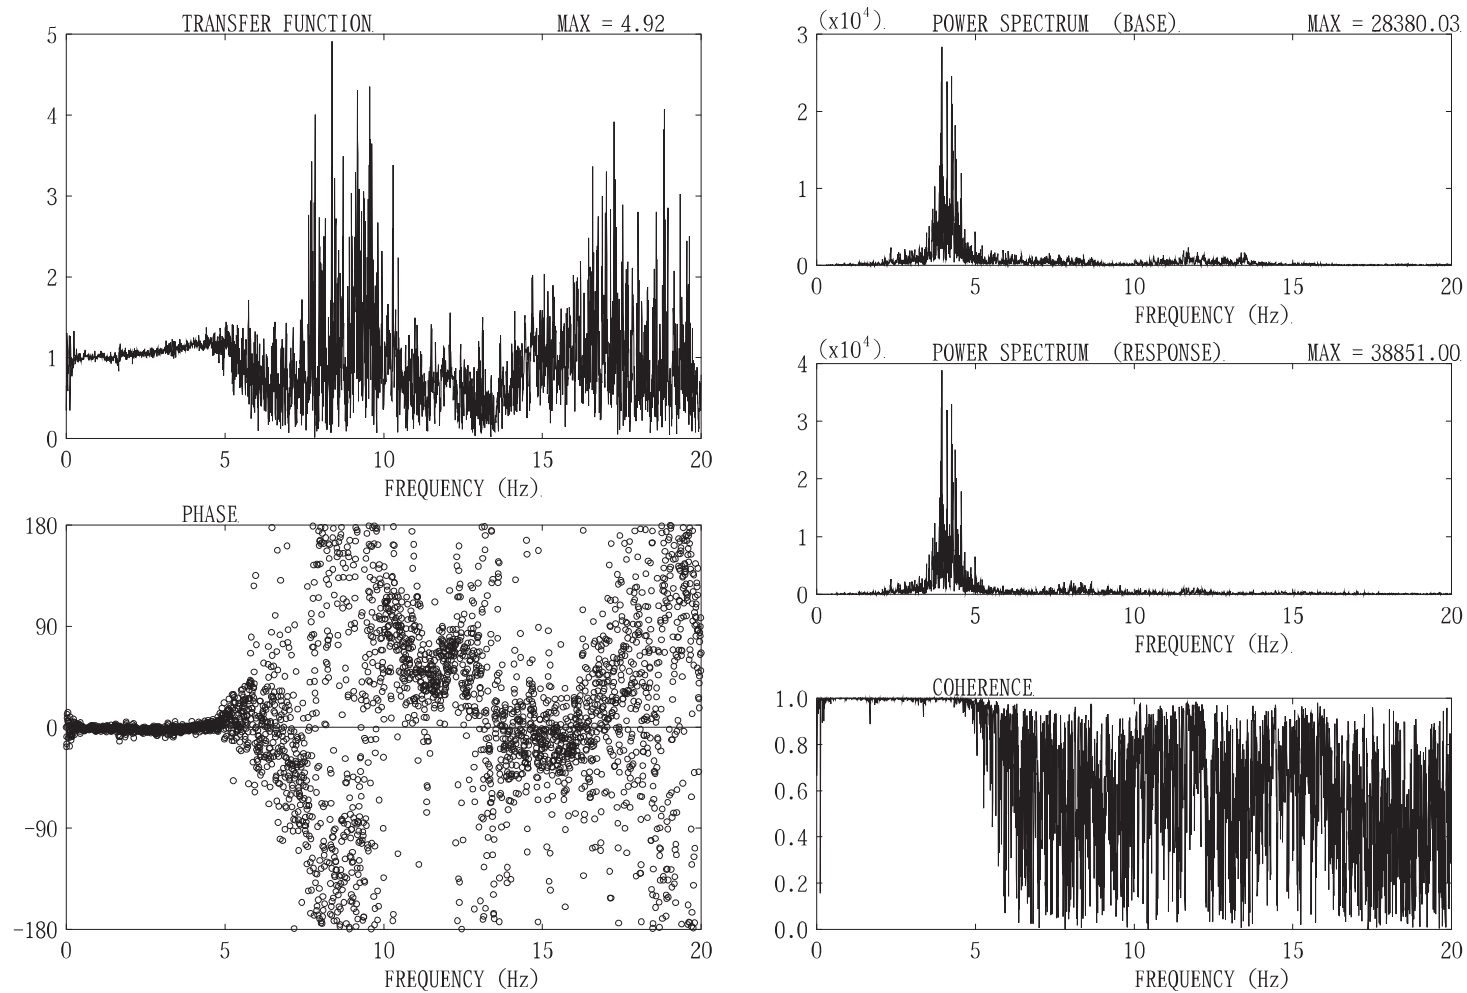 TRANSFER FUNCTION. MAX = 4.92
5
4
3
2
1
0
0 5 10 15 20
FREQUENCY (Hz).
PHASE.
180
90
0
-90
-180
0 5 10 15 20
FREQUENCY (Hz)
(x10⁴). POWER SPECTRUM (BASE). MAX = 28380.03.
3
2
1
0
0 5 10 15 20
FREQUENCY (Hz).
(x10⁴). POWER SPECTRUM (RESPONSE). MAX = 38851.00.
4
3
2
1
0
0 5 10 15 20
FREQUENCY (Hz).
COHERENCE.
1.0
0.8
0.6
0.4
0.2
0.0
0 5 10 15 20
FREQUENCY (Hz)